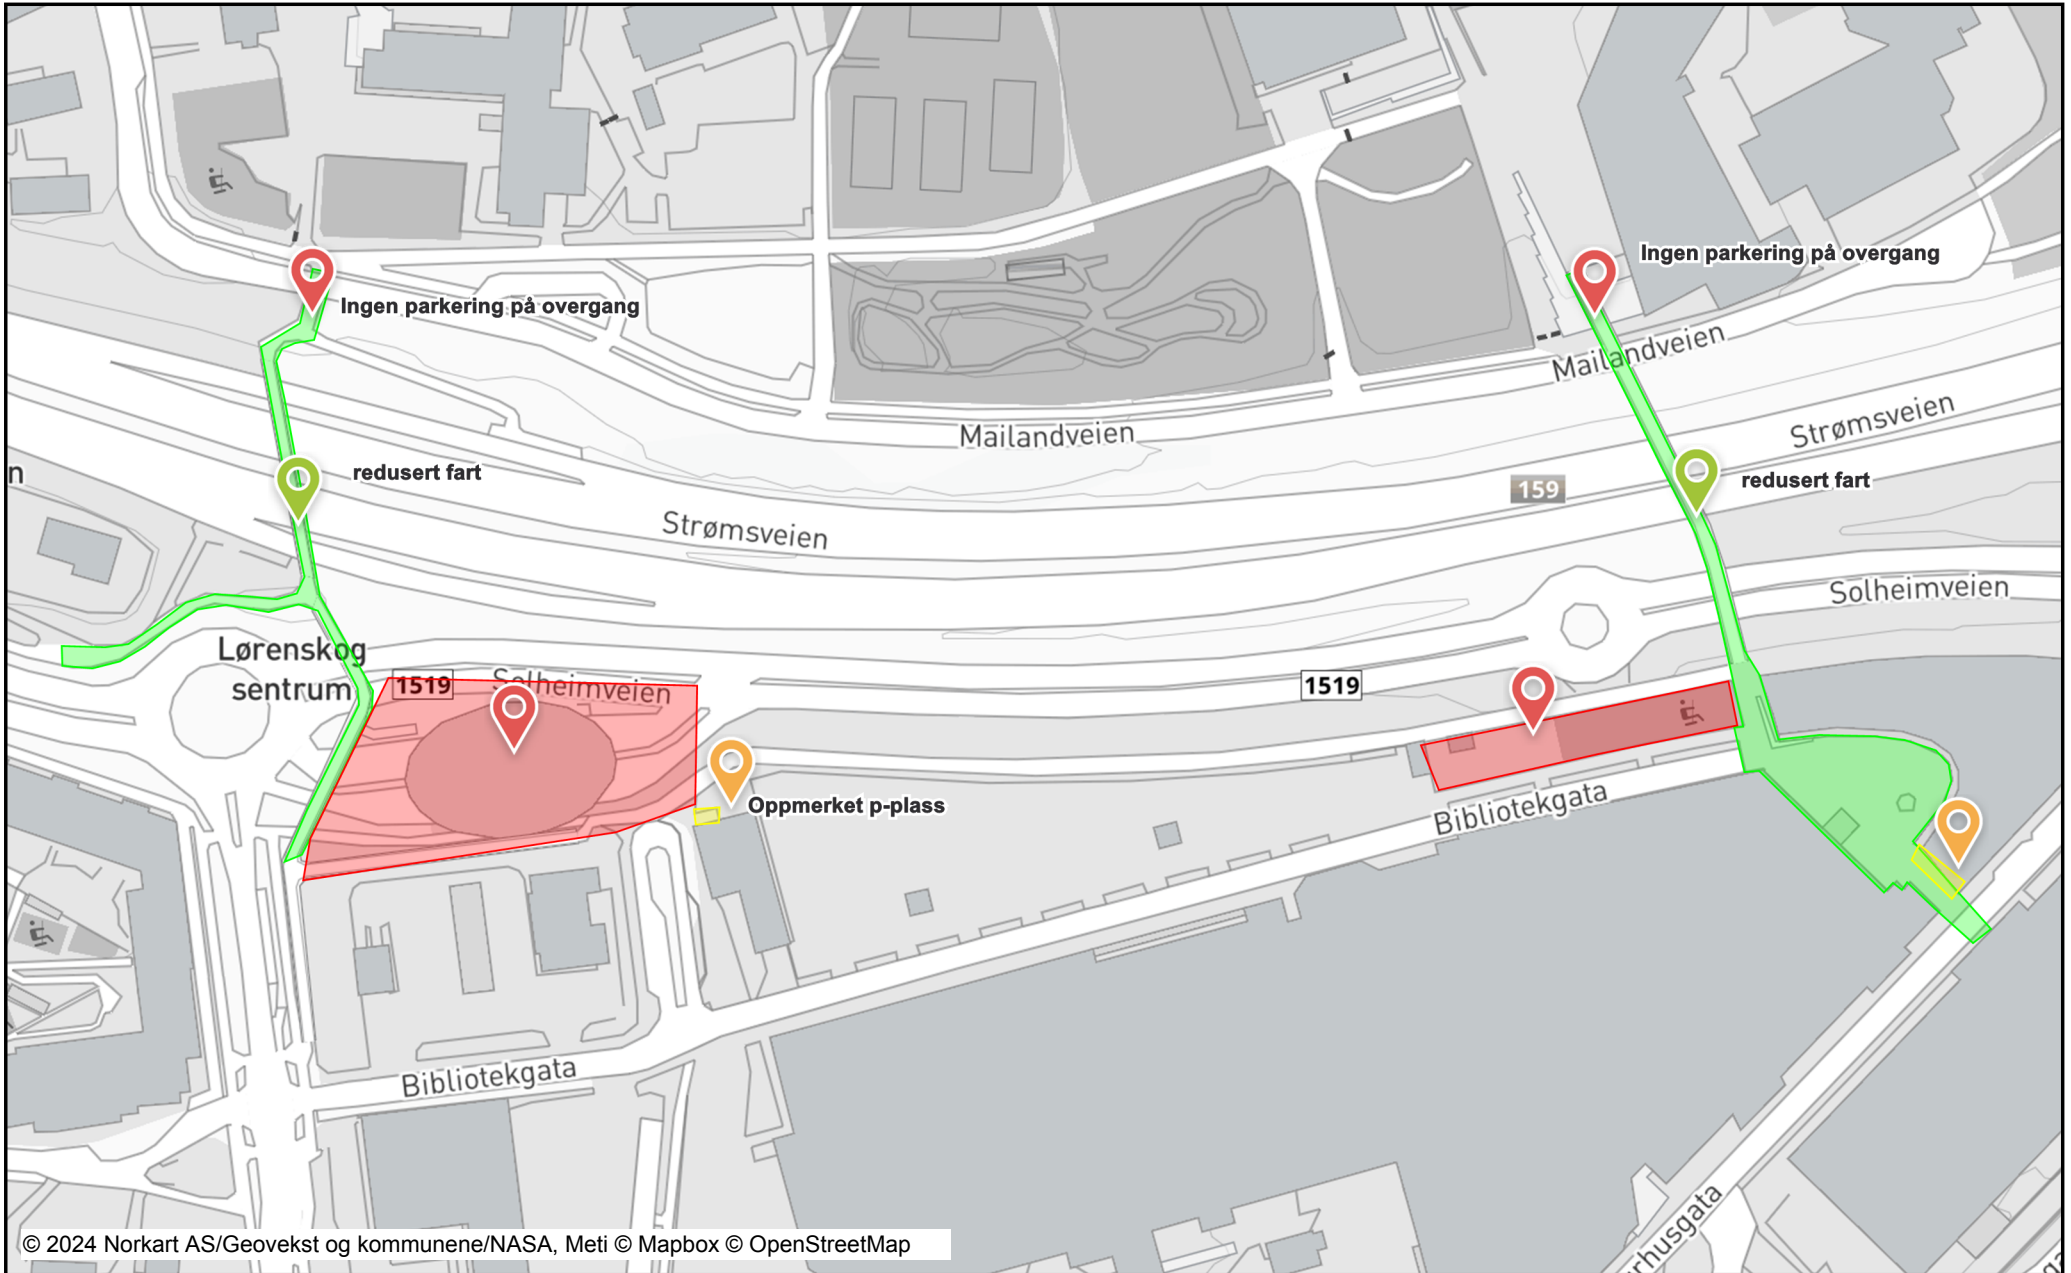 Ingen parkering på overgang
Ingen parkering på overgang
Mailandveien
Strømsveien
Mailandveien
n
redusert fart
159
redusert fart
Strømsveien
Solheimveien
Lørenskog
sentrum
1519
Solheimveien
1519
Oppmerket p-plass
Bibliotekgata
Bibliotekgata
rhusgata
© 2024 Norkart AS/Geovekst og kommunene/NASA, Meti © Mapbox © OpenStreetMap